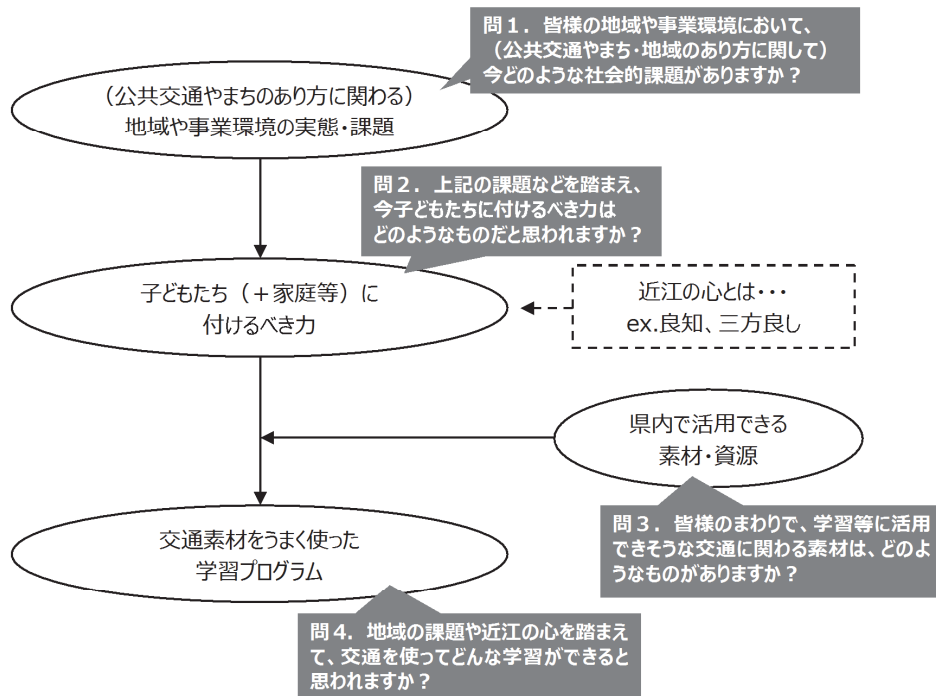 問１．皆様の地域や事業環境において、
（公共交通やまち・地域のあり方に関して）
今どのような社会的課題がありますか？
（公共交通やまちのあり方に関わる）
地域や事業環境の実態・課題
問２．上記の課題などを踏まえ、
今子どもたちに付けるべき力は
どのようなものだと思われますか？
子どもたち（＋家庭等）に
付けるべき力
近江の心とは・・・
ex.良知、三方良し
県内で活用できる
素材・資源
問３．皆様のまわりで、学習等に活用
できそうな交通に関わる素材は、どのよ
うなものがありますか？
交通素材をうまく使った
学習プログラム
問４．地域の課題や近江の心を踏まえ
て、交通を使ってどんな学習ができると
思われますか？